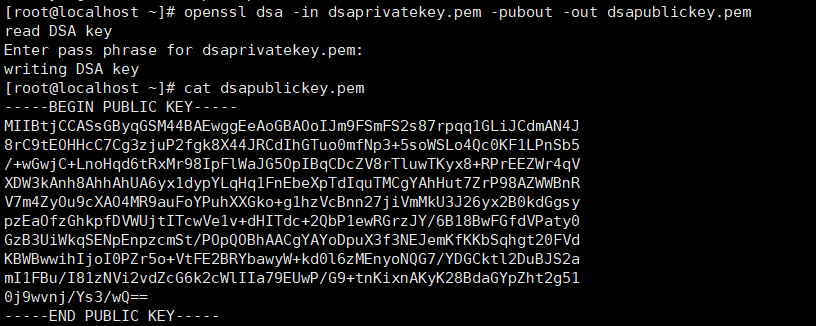 [root@localhost ~]# openssl dsa -in dsaprivatekey.pem -pubout -out dsapublickey.pem
read DSA key
Enter pass phrase for dsaprivatekey.pem:
writing DSA key
[root@localhost ~]# cat dsapublickey.pem
-----BEGIN PUBLIC KEY-----
MIIBtjCCASsGByqGSM44BAEwggEeAoGBAOoIJm9FSmFS2s87rpqq1GLiJCdmAN4J
8rC9tEOHHcC7Cg3zjuP2fgk8X44JRCdIhGTuo0mfNp3+5soWSLo4Qc0KF1LPnSb5
/+wGwjC+LnoHqd6tRxMr98IpFlWaJG5OpIBqCDcZV8rTluwTKyx8+RPrEEZWr4qV
XDW3kAnh8AhhAhUA6yx1dypYLqHq1FnEbeXpTdIquTMCgYAhHut7ZrP98AZWWBnR
V7m4ZyOu9cXAO4MR9auFoYPuhXXGko+g1hzVcBnn27jiVmMkU3J26yx2B0kdGgsy
pzEaOfzGhkpfDVWUjtITcwVe1v+dHITdc+2QbP1ewRGrzJY/6B18BwFGfdVPaty0
GzB3UiWkqSENpEnpzcmSt/POpQOBhAACgYAYoDpuX3f3NEJemKfKKbSqhgt20FVd
KBWBwwihIjoI0PZr5o+VtFE2BRYbawyW+kd0l6zMEnyoNQG7/YDGCktl2DuBJS2a
mI1FBu/I81zNVi2vdZcG6k2cWlIIa79EUwP/G9+tnKixnAKyK28BdaGYpZht2g51
0j9wvnj/Ys3/wQ==
-----END PUBLIC KEY-----